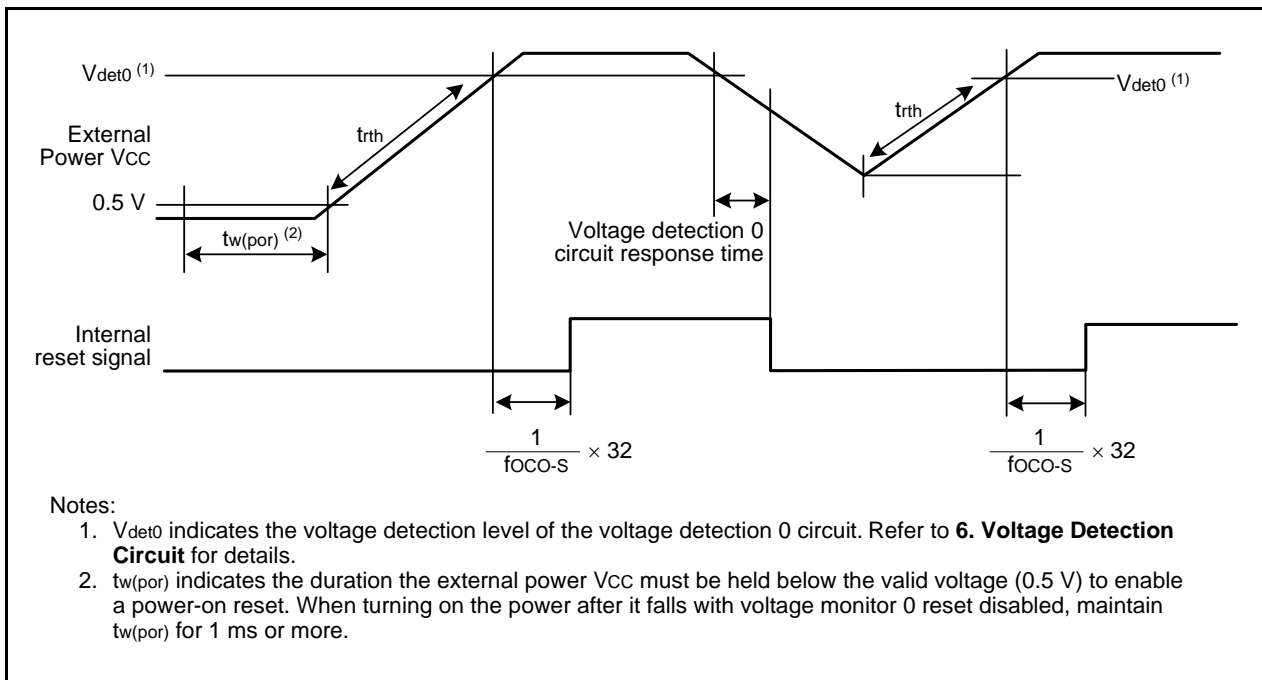 Vdet0 (1)
Vdet0 (1)
trth
trth
External
Power VCC
0.5 V
tw(por) (2)
Voltage detection 0
circuit response time
Internal
reset signal
1
fOCO-S
× 32
1
fOCO-S
× 32
Notes:
1. Vdet0 indicates the voltage detection level of the voltage detection 0 circuit. Refer to 6. Voltage Detection
Circuit for details.
2. tw(por) indicates the duration the external power VCC must be held below the valid voltage (0.5 V) to enable
a power-on reset. When turning on the power after it falls with voltage monitor 0 reset disabled, maintain
tw(por) for 1 ms or more.